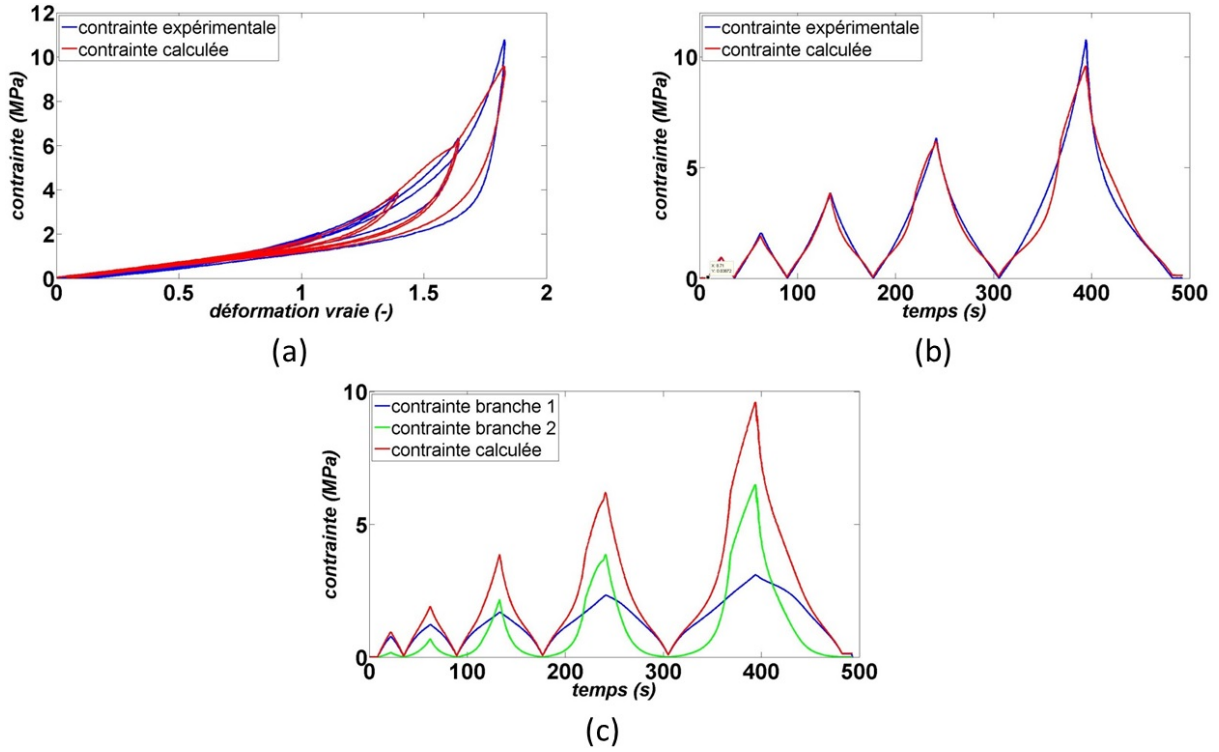 12
10
8
6
4
2
0
contrainte (MPa)
contrainte expérimentale
contrainte calculée
0 0.5 1 1.5 2
déformation vraie (-)
(a)
10
5
0
contrainte (MPa)
contrainte expérimentale
contrainte calculée
0 100 200 300 400 500
temps (s)
(b)
10
5
0
contrainte (MPa)
contrainte branche 1
contrainte branche 2
contrainte calculée
0 100 200 300 400 500
temps (s)
(c)